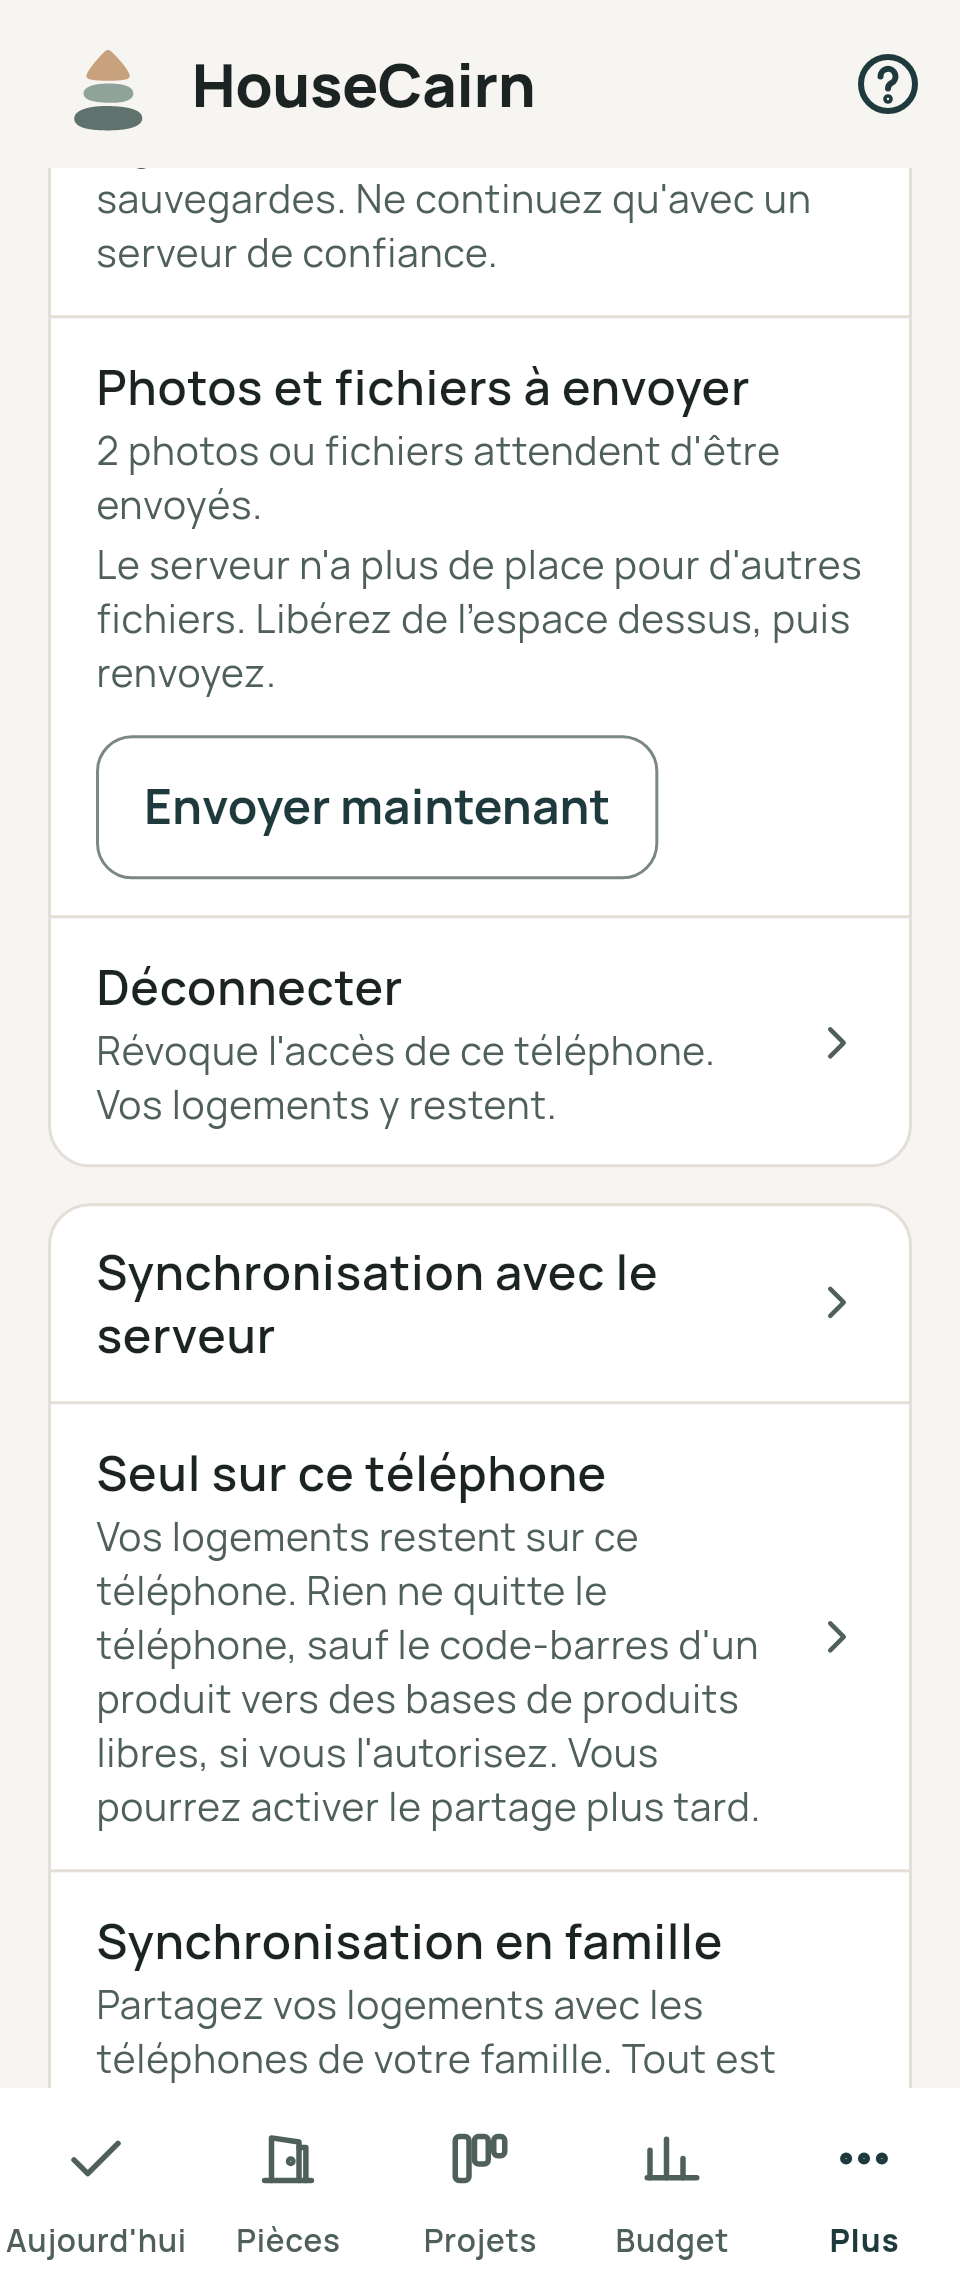 HouseCairn
sauvegardes. Ne continuez qu'avec un
serveur de confiance.
Photos et fichiers à envoyer
2 photos ou fichiers attendent d'être
envoyés.
Le serveur n'a plus de place pour d'autres
fichiers. Libérez de l’espace dessus, puis
renvoyez.
Envoyer maintenant
Déconnecter
Révoque l'accès de ce téléphone.
Vos logements y restent.
Synchronisation avec le
serveur
Seul sur ce téléphone
Vos logements restent sur ce
téléphone. Rien ne quitte le
téléphone, sauf le code-barres d'un
produit vers des bases de produits
libres, si vous l'autorisez. Vous
pourrez activer le partage plus tard.
Synchronisation en famille
Partagez vos logements avec les
téléphones de votre famille. Tout est
Aujourd'hui
Pièces
Projets
Budget
Plus